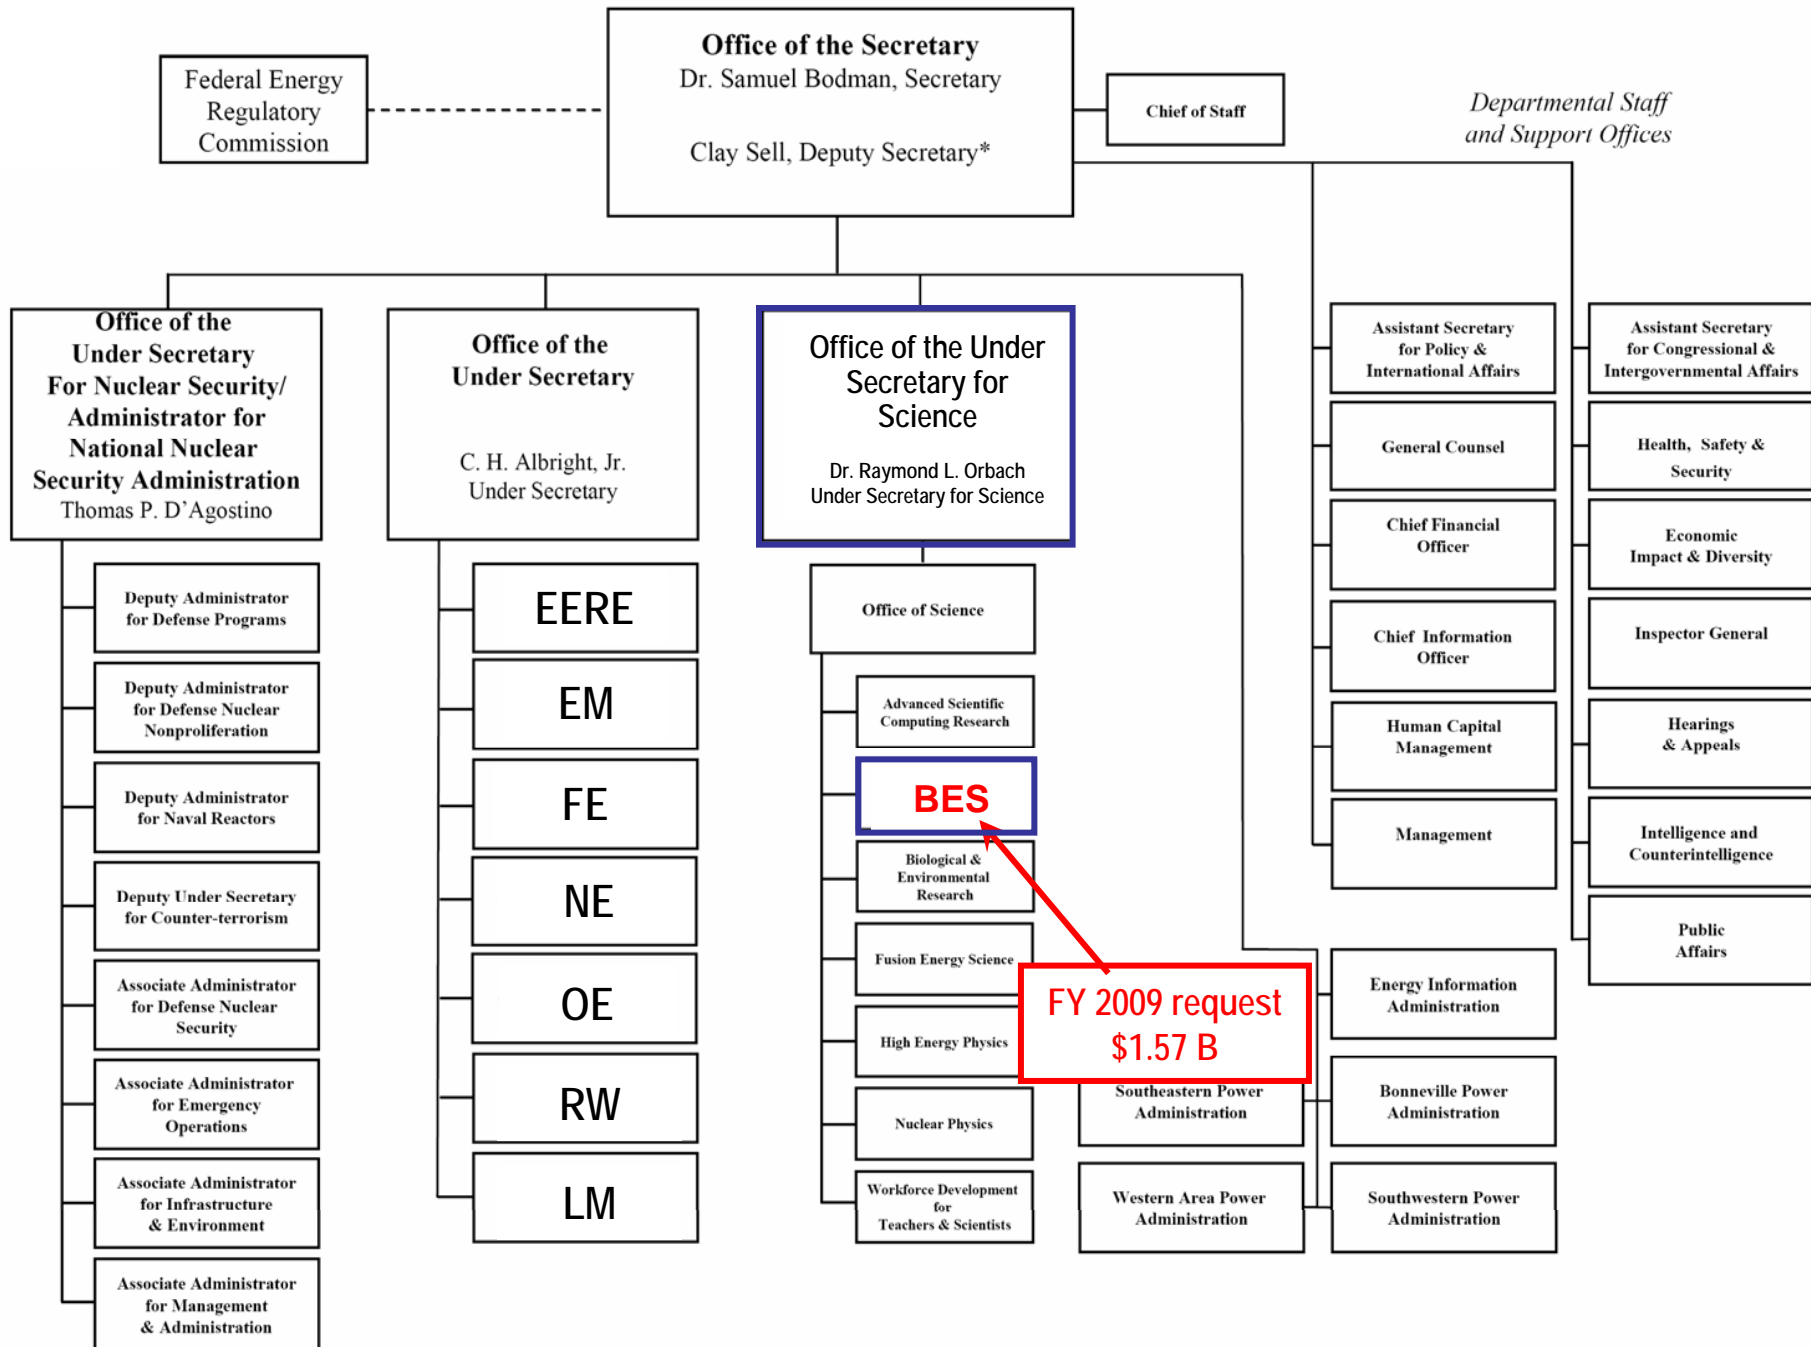 Office of the Secretary
Dr. Samuel Bodman, Secretary
Clay Sell, Deputy Secretary*
Federal Energy
Regulatory
Commission
Chief of Staff
Departmental Staff
and Support Offices
Office of the
Under Secretary
For Nuclear Security/
Administrator for
National Nuclear
Security Administration
Thomas P. D’Agostino
Deputy Administrator
for Defense Programs
Deputy Administrator
for Defense Nuclear
Nonproliferation
Deputy Administrator
for Naval Reactors
Deputy Under Secretary
for Counter-terrorism
Associate Administrator
for Defense Nuclear
Security
Associate Administrator
for Emergency
Operations
Associate Administrator
for Infrastructure
& Environment
Associate Administrator
for Management
& Administration
Office of the
Under Secretary
C. H. Albright, Jr.
Under Secretary
EERE
EM
FE
NE
OE
RW
LM
Office of the Under
Secretary for
Science
Dr. Raymond L. Orbach
Under Secretary for Science
Office of Science
Advanced Scientific
Computing Research
BES
Biological &
Environmental
Research
Fusion Energy Science
High Energy Physics
Nuclear Physics
Workforce Development
for
Teachers & Scientists
FY 2009 request
$1.57 B
Assistant Secretary
for Policy &
International Affairs
General Counsel
Chief Financial
Officer
Chief Information
Officer
Human Capital
Management
Management
Assistant Secretary
for Congressional &
Intergovernmental Affairs
Health, Safety &
Security
Economic
Impact & Diversity
Inspector General
Hearings
& Appeals
Intelligence and
Counterintelligence
Public
Affairs
Energy Information
Administration
Southeastern Power
Administration
Bonneville Power
Administration
Western Area Power
Administration
Southwestern Power
Administration